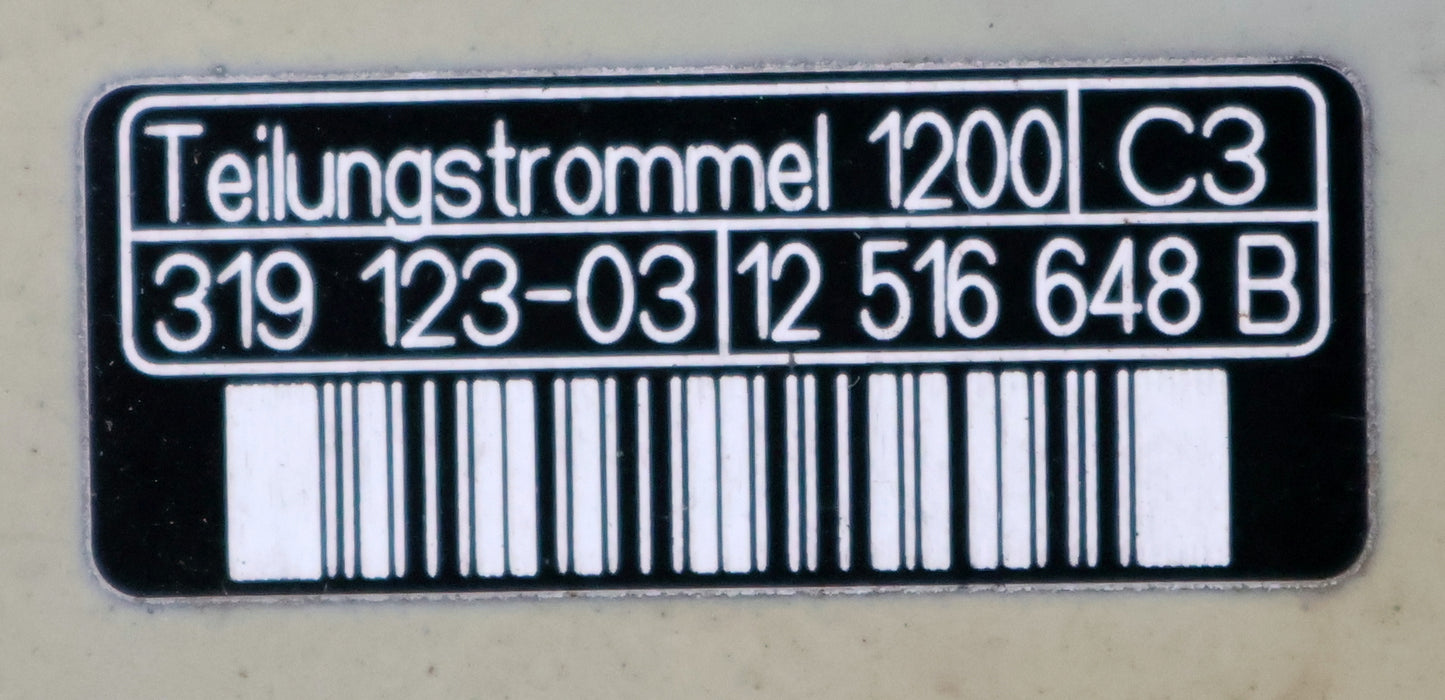 Teilungstrommel 1200 C3
319 123-03 12 516 648 B